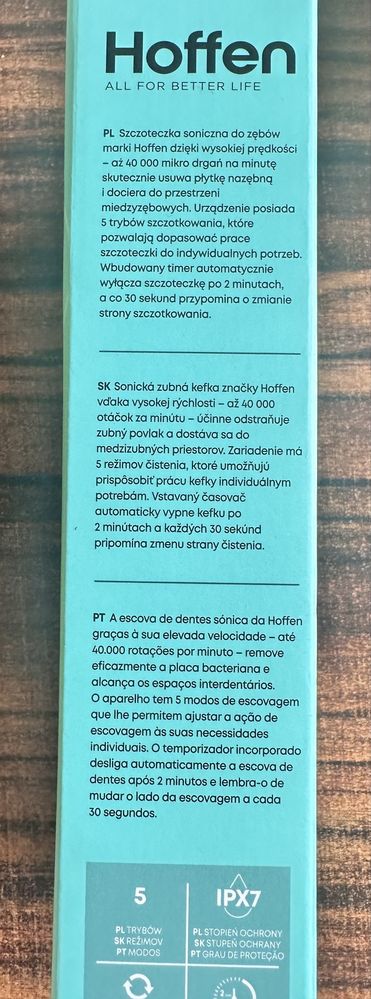 Hoffen
ALL FOR BETTER LIFE
PL Szczoteczka soniczna do zębów
marki Hoffen dzięki wysokiej prędkości
– aż 40 000 mikro drgań na minutę
skutecznie usuwa płytkę nazębną
i dociera do przestrzeni
miedzyzębowych. Urządzenie posiada
5 trybów szczotkowania, które
pozwalają dopasować prace
szczoteczki do indywidualnych potrzeb.
Wbudowany timer automatycznie
wyłącza szczoteczkę po 2 minutach,
a co 30 sekund przypomina o zmianie
strony szczotkowania.
SK Sonická zubná kefka značky Hoffen
vďaka vysokej rýchlosti – až 40 000
otáčok za minútu – účinne odstraňuje
zubný povlak a dostáva sa do
medzizubných priestorov. Zariadenie má
5 režimov čistenia, ktoré umožňujú
prispôsobiť prácu kefky individuálnym
potrebám. Vstavaný časovač
automaticky vypne kefku po
2 minútach a každých 30 sekúnd
pripomína zmenu strany čistenia.
PT A escova de dentes sónica da Hoffen
graças à sua elevada velocidade – até
40.000 rotações por minuto – remove
eficazmente a placa bacteriana e
alcança os espaços interdentários.
O aparelho tem 5 modos de escovagem
que lhe permitem ajustar a ação de
escovagem às suas necessidades
individuais. O temporizador incorporado
desliga automaticamente a escova de
dentes após 2 minutos e lembra-o de
mudar o lado da escovagem a cada
30 segundos.
5
PL TRYBÓW
SK REŽIMOV
PT MODOS
IPX7
PL STOPIEŃ OCHRONY
SK STUPEŇ OCHRANY
PT GRAU DE PROTEÇÃO